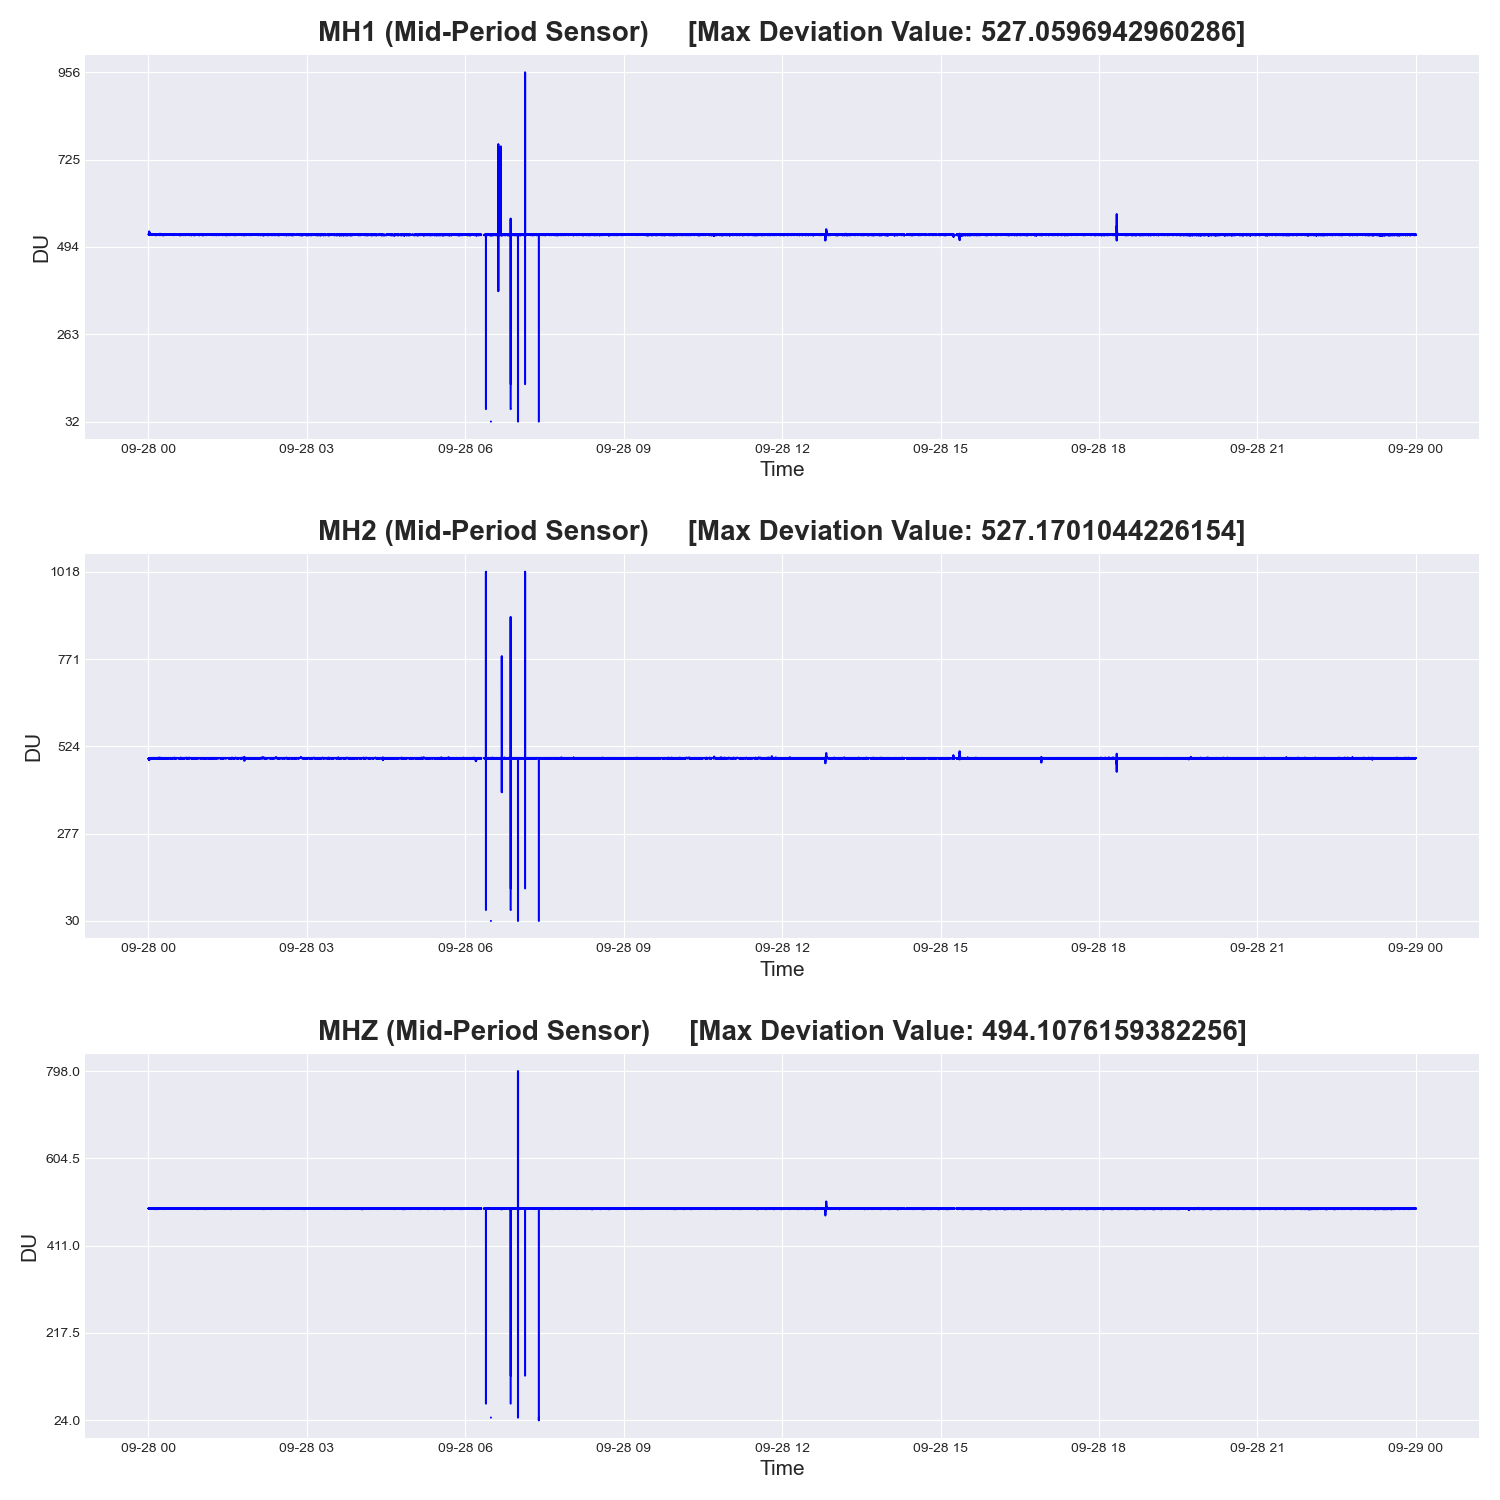 MH1 (Mid-Period Sensor) [Max Deviation Value: 527.0596942960286]
956
725
494
263
32
DU
09-28 00 09-28 03 09-28 06 09-28 09 09-28 12 09-28 15 09-28 18 09-28 21 09-29 00
Time
MH2 (Mid-Period Sensor) [Max Deviation Value: 527.1701044226154]
1018
771
524
277
30
DU
09-28 00 09-28 03 09-28 06 09-28 09 09-28 12 09-28 15 09-28 18 09-28 21 09-29 00
Time
MHZ (Mid-Period Sensor) [Max Deviation Value: 494.1076159382256]
798.0
604.5
411.0
217.5
24.0
DU
09-28 00 09-28 03 09-28 06 09-28 09 09-28 12 09-28 15 09-28 18 09-28 21 09-29 00
Time